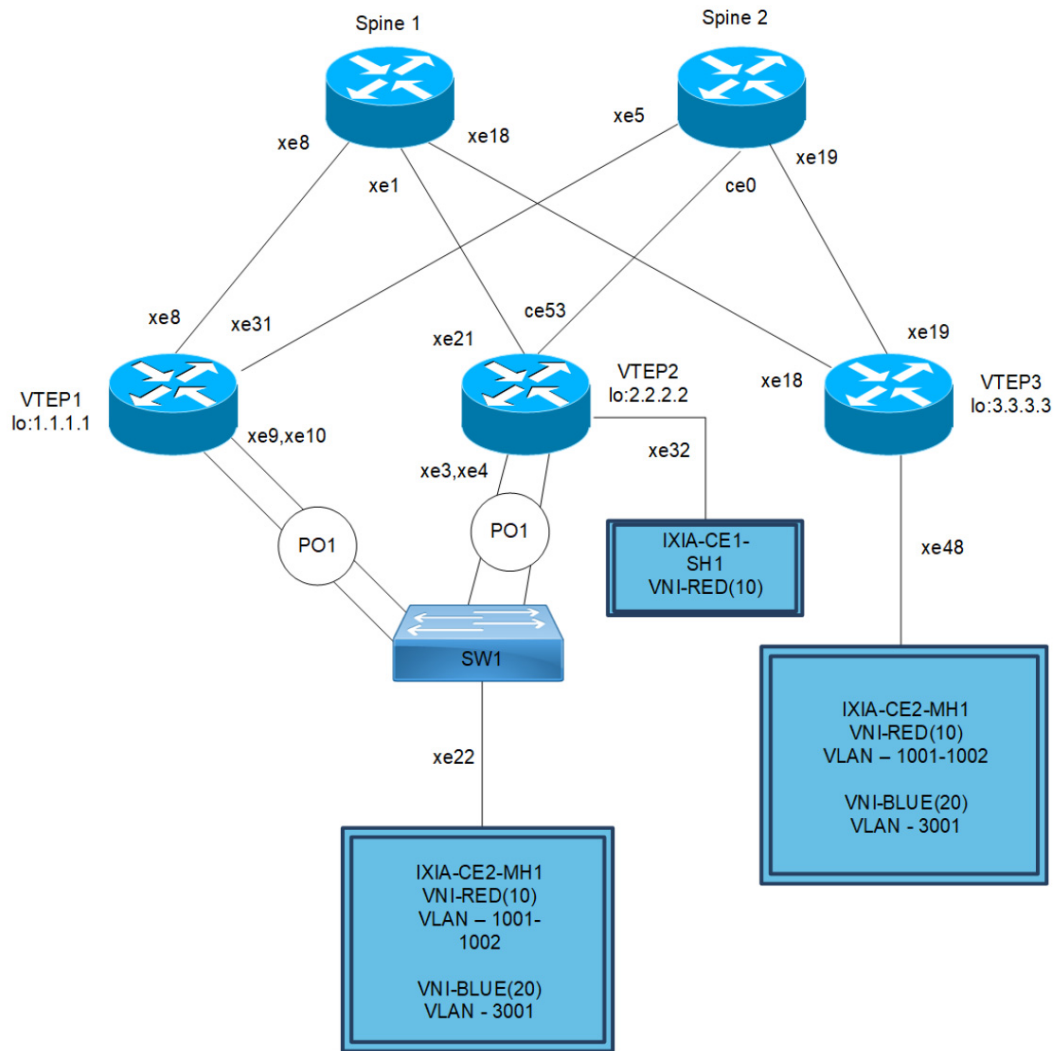 Spine 1
Spine 2
xe8
xe18
xe5
xe19
xe1
ce0
xe8
xe31
ce53
xe21
xe19
xe18
VTEP1
lo:1.1.1.1
VTEP2
lo:2.2.2.2
VTEP3
lo:3.3.3.3
xe9,xe10
xe3,xe4
xe32
PO1
PO1
IXIA-CE1-
SH1
VNI-RED(10)
xe48
SW1
xe22
IXIA-CE2-MH1
VNI-RED(10)
VLAN – 1001-1002
VNI-BLUE(20)
VLAN - 3001
IXIA-CE2-MH1
VNI-RED(10)
VLAN – 1001-
1002
VNI-BLUE(20)
VLAN - 3001